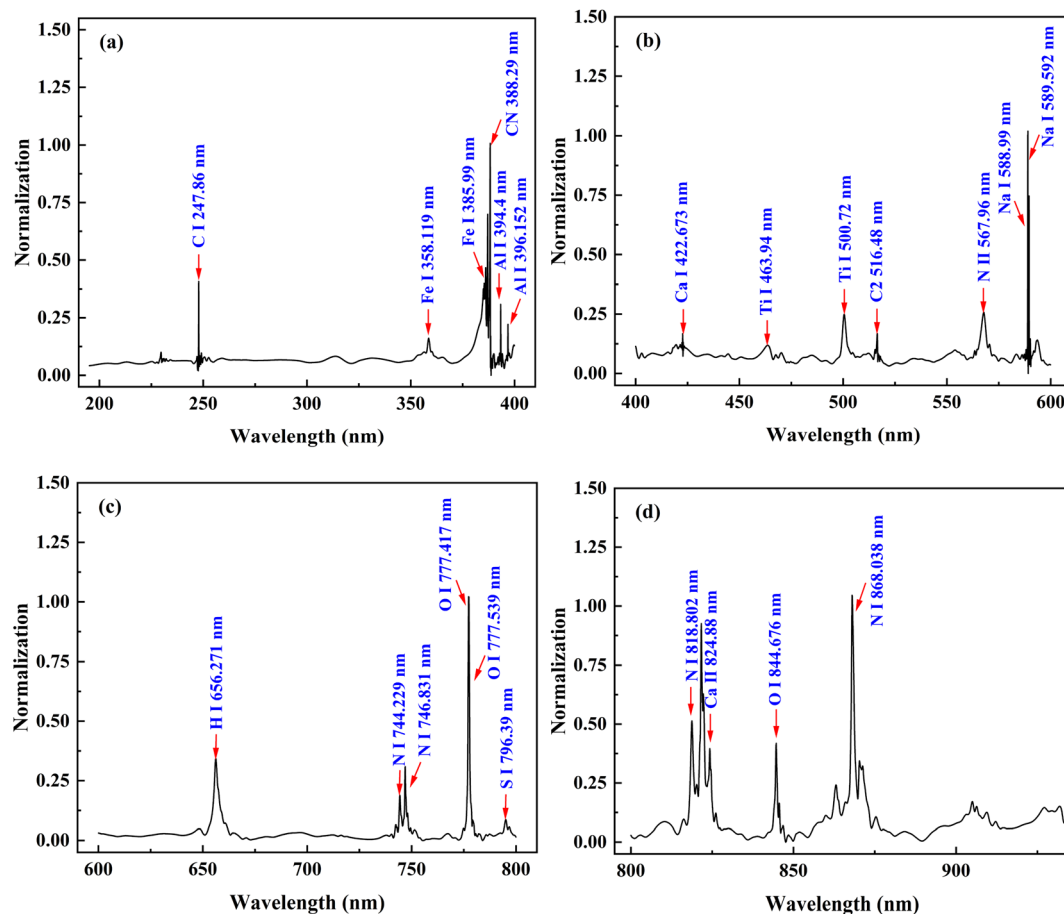 (a)
1.50
1.25
1.00
0.75
0.50
0.25
0.00
Normalization
C I 247.86 nm
Fe I 358.119 nm
Fe I 385.99 nm
CN 388.29 nm
Al I 394.4 nm
Al I 396.152 nm
200 250 300 350 400
Wavelength (nm)
(b)
1.50
1.25
1.00
0.75
0.50
0.25
0.00
Normalization
Ca I 422.673 nm
Ti I 463.94 nm
Ti I 500.72 nm
C2 516.48 nm
N II 567.96 nm
Na I 588.99 nm
Na I 589.592 nm
400 450 500 550 600
Wavelength (nm)
(c)
1.50
1.25
1.00
0.75
0.50
0.25
0.00
Normalization
H I 656.271 nm
N I 744.229 nm
N I 746.831 nm
O I 777.417 nm
O I 777.539 nm
S I 796.39 nm
600 650 700 750 800
Wavelength (nm)
(d)
1.50
1.25
1.00
0.75
0.50
0.25
0.00
Normalization
N I 818.802 nm
Ca II 824.88 nm
O I 844.676 nm
N I 868.038 nm
800 850 900
Wavelength (nm)